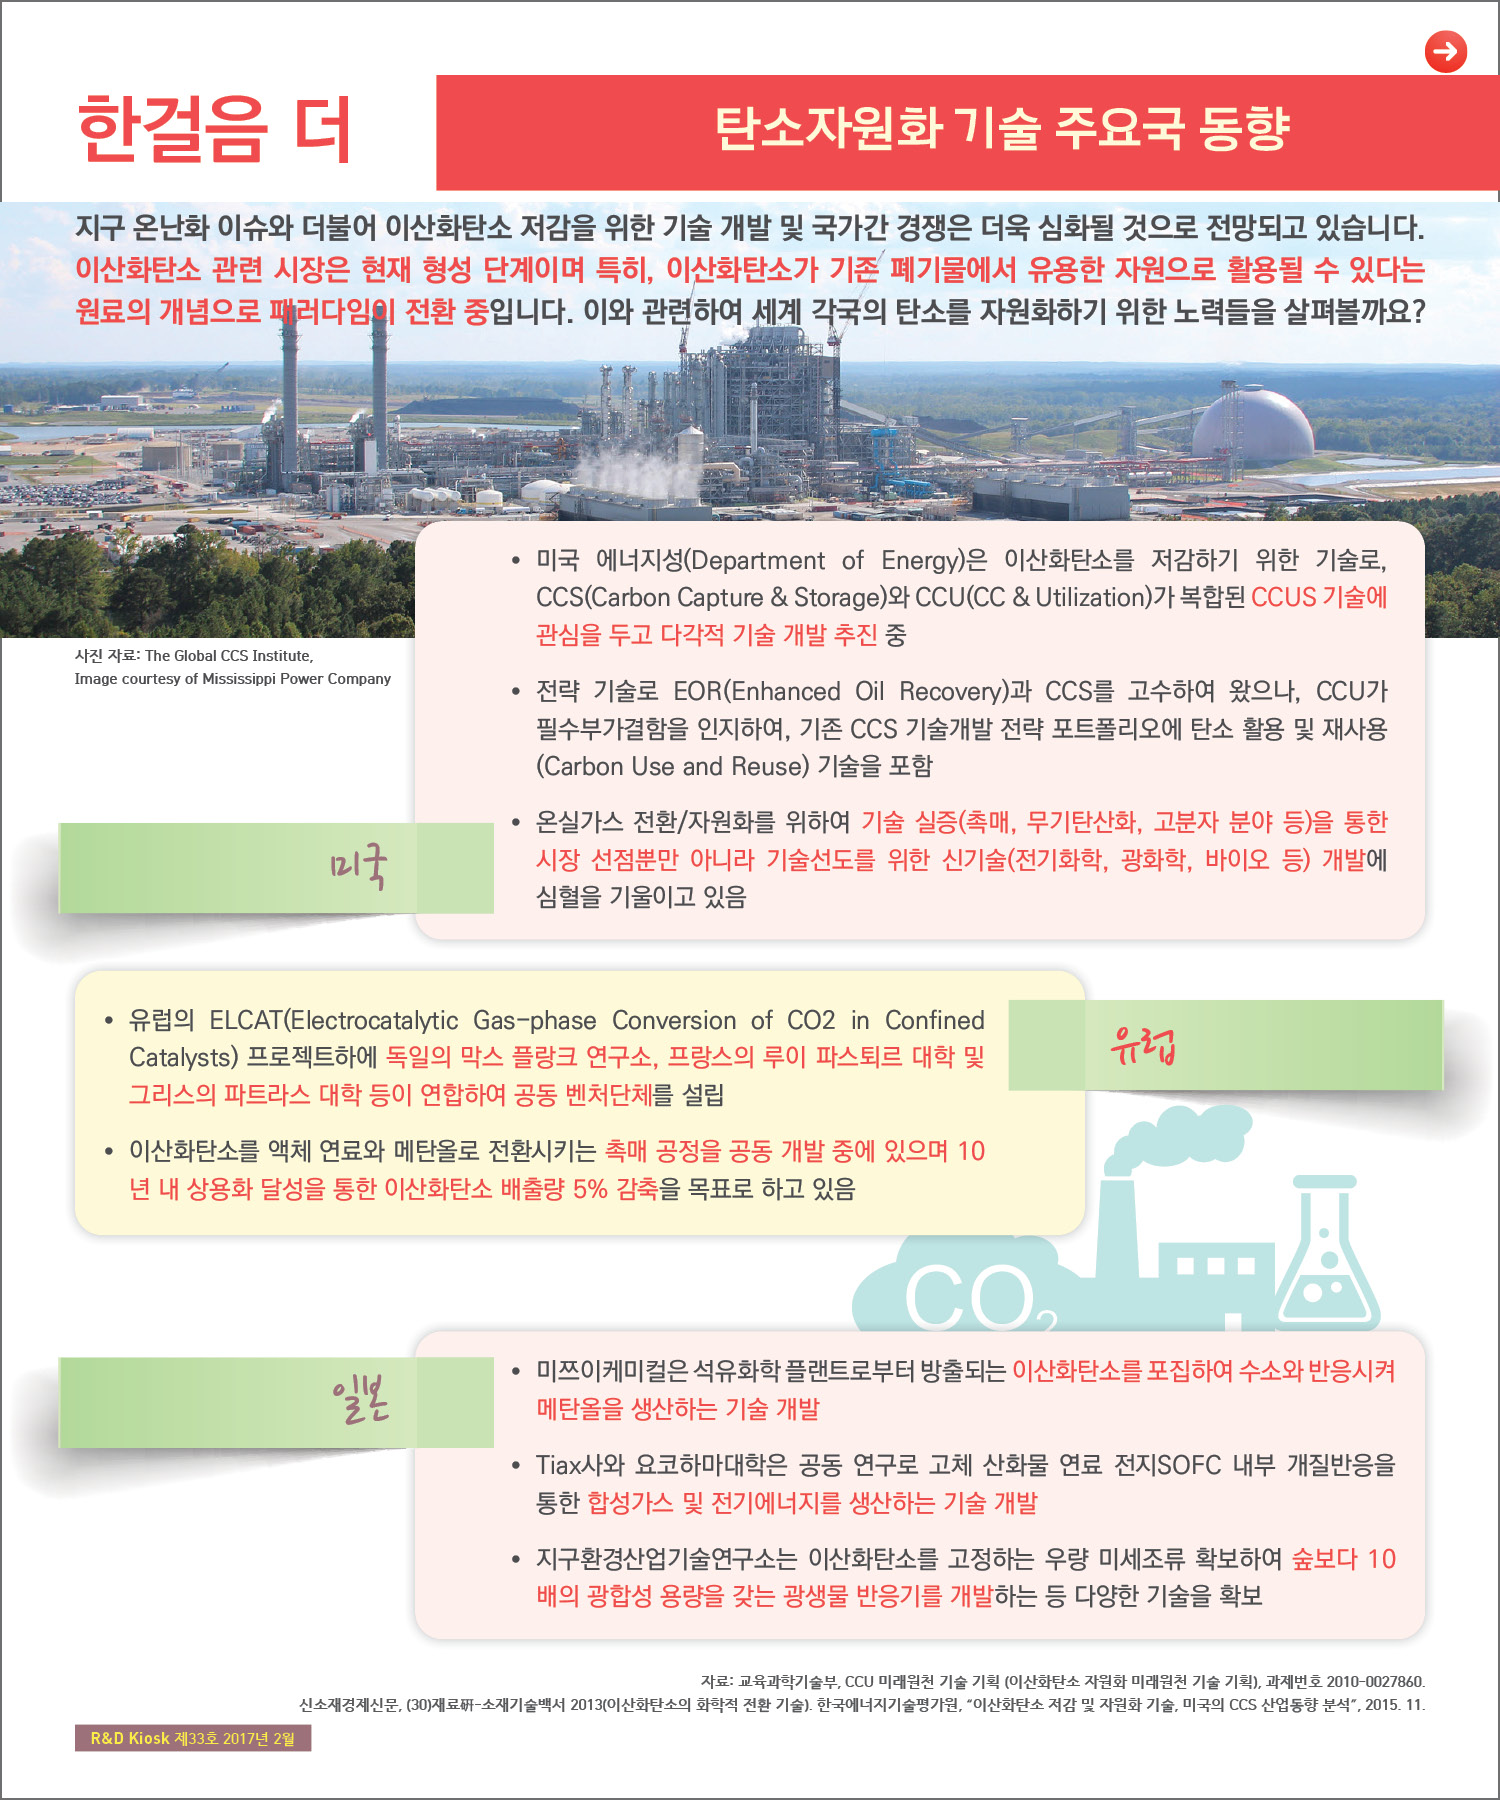 한걸음 더
탄소자원화 기술 주요국 동향
지구 온난화 이슈와 더불어 이산화탄소 저감을 위한 기술 개발 및 국가간 경쟁은 더욱 심화될 것으로 전망되고 있습니다.
이산화탄소 관련 시장은 현재 형성 단계이며 특히, 이산화탄소가 기존 폐기물에서 유용한 자원으로 활용될 수 있다는
원료의 개념으로 패러다임이 전환 중입니다. 이와 관련하여 세계 각국의 탄소를 자원화하기 위한 노력들을 살펴볼까요?
사진 자료: The Global CCS Institute,
Image courtesy of Mississippi Power Company
미국
• 미국 에너지성(Department of Energy)은 이산화탄소를 저감하기 위한 기술로,
CCS(Carbon Capture & Storage)와 CCU(CC & Utilization)가 복합된 CCUS 기술에
관심을 두고 다각적 기술 개발 추진 중
• 전략 기술로 EOR(Enhanced Oil Recovery)과 CCS를 고수하여 왔으나, CCU가
필수부가결함을 인지하여, 기존 CCS 기술개발 전략 포트폴리오에 탄소 활용 및 재사용
(Carbon Use and Reuse) 기술을 포함
• 온실가스 전환/자원화를 위하여 기술 실증(촉매, 무기탄산화, 고분자 분야 등)을 통한
시장 선점뿐만 아니라 기술선도를 위한 신기술(전기화학, 광화학, 바이오 등) 개발에
심혈을 기울이고 있음
유럽
• 유럽의 ELCAT(Electrocatalytic Gas-phase Conversion of CO2 in Confined
Catalysts) 프로젝트하에 독일의 막스 플랑크 연구소, 프랑스의 루이 파스퇴르 대학 및
그리스의 파트라스 대학 등이 연합하여 공동 벤처단체를 설립
• 이산화탄소를 액체 연료와 메탄올로 전환시키는 촉매 공정을 공동 개발 중에 있으며 10
년 내 상용화 달성을 통한 이산화탄소 배출량 5% 감축을 목표로 하고 있음
CO2
일본
• 미쯔이케미컬은 석유화학 플랜트로부터 방출되는 이산화탄소를 포집하여 수소와 반응시켜
메탄올을 생산하는 기술 개발
• Tiax사와 요코하마대학은 공동 연구로 고체 산화물 연료 전지SOFC 내부 개질반응을
통한 합성가스 및 전기에너지를 생산하는 기술 개발
• 지구환경산업기술연구소는 이산화탄소를 고정하는 우량 미세조류 확보하여 숲보다 10
배의 광합성 용량을 갖는 광생물 반응기를 개발하는 등 다양한 기술을 확보
자료: 교육과학기술부, CCU 미래원천 기술 기획 (이산화탄소 자원화 미래원천 기술 기획), 과제번호 2010-0027860.
신소재경제신문, (30)재료硏-소재기술백서 2013(이산화탄소의 화학적 전환 기술). 한국에너지기술평가원, “이산화탄소 저감 및 자원화 기술, 미국의 CCS 산업동향 분석”, 2015. 11.
R&D Kiosk 제33호 2017년 2월